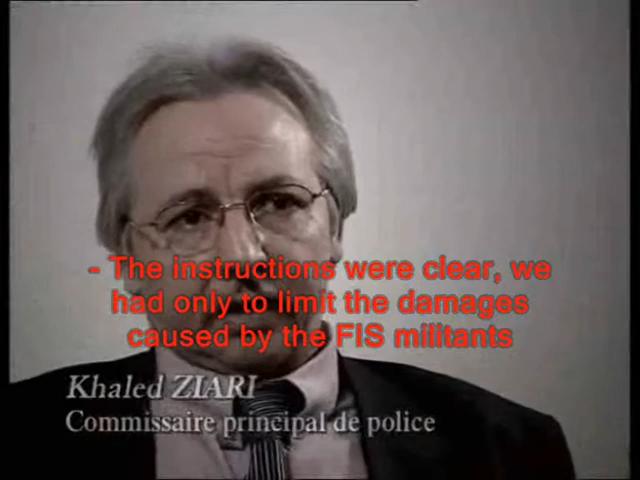 - The instructions were clear, we
had only to limit the damages
caused by the FIS militants
Khaled ZIARI
Commissaire principal de police